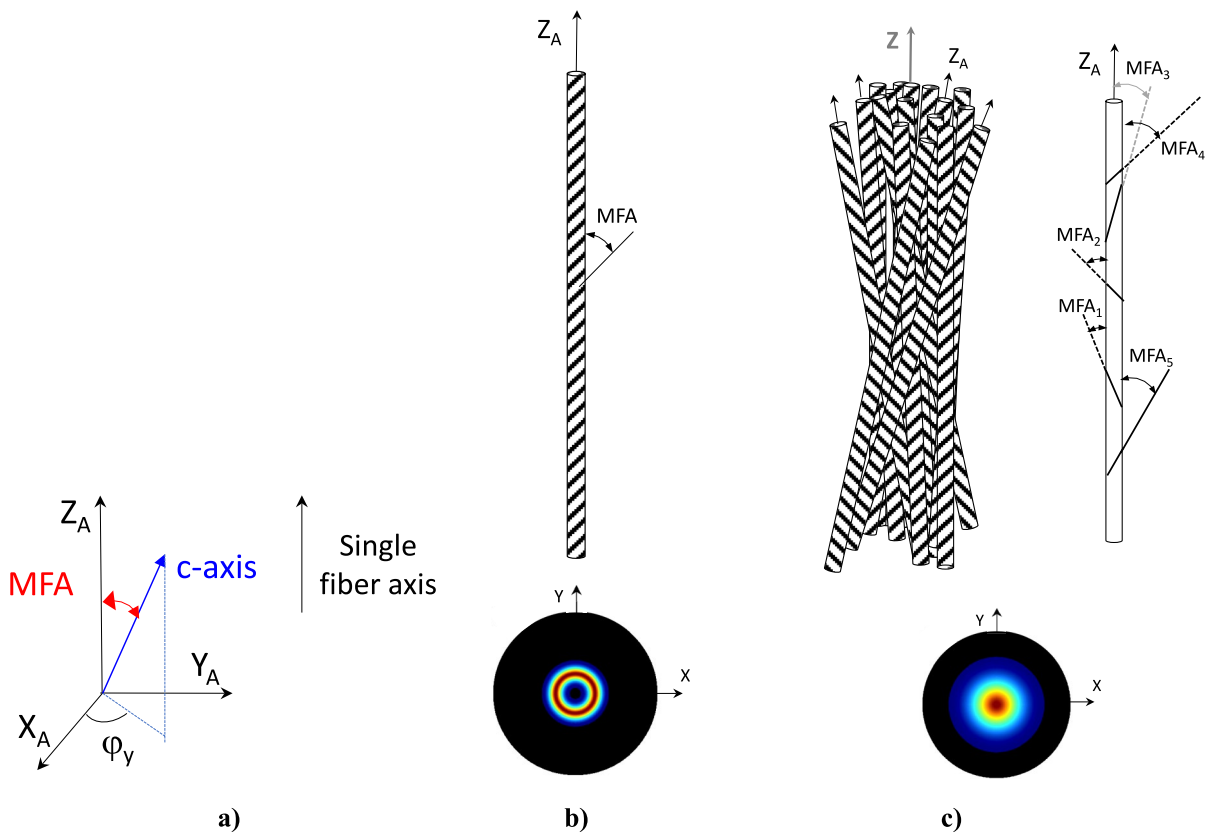 Z_A
MFA
c-axis
Y_A
X_A
φ_y
Single
fiber axis
a)
Z_A
MFA
Y
X
b)
Z
Z_A
Z_A
MFA_3
MFA_4
MFA_2
MFA_1
MFA_5
Y
X
c)